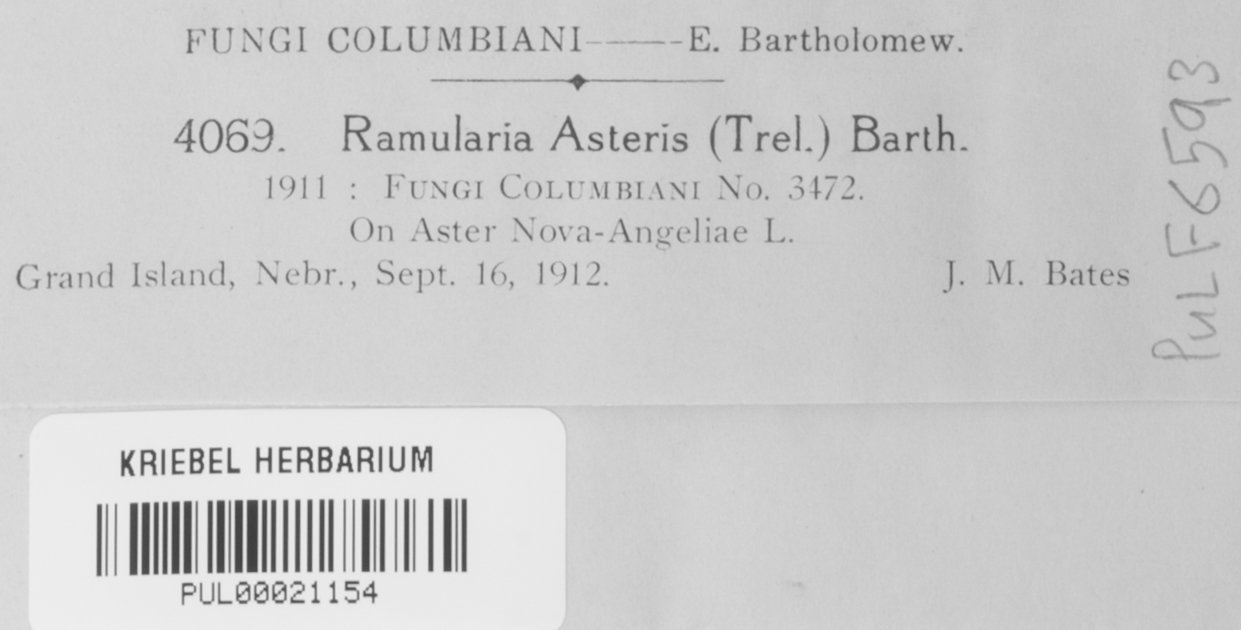 FUNGI COLUMBIANI——E. Bartholomew.
4069. Ramularia Asteris (Trel.) Barth.
1911 : FUNGI COLUMBIANI No. 3472.
On Aster Nova-Angeliae L.
Grand Island, Nebr., Sept. 16, 1912. J. M. Bates
PUL F6593
KRIEBEL HERBARIUM
PUL00021154